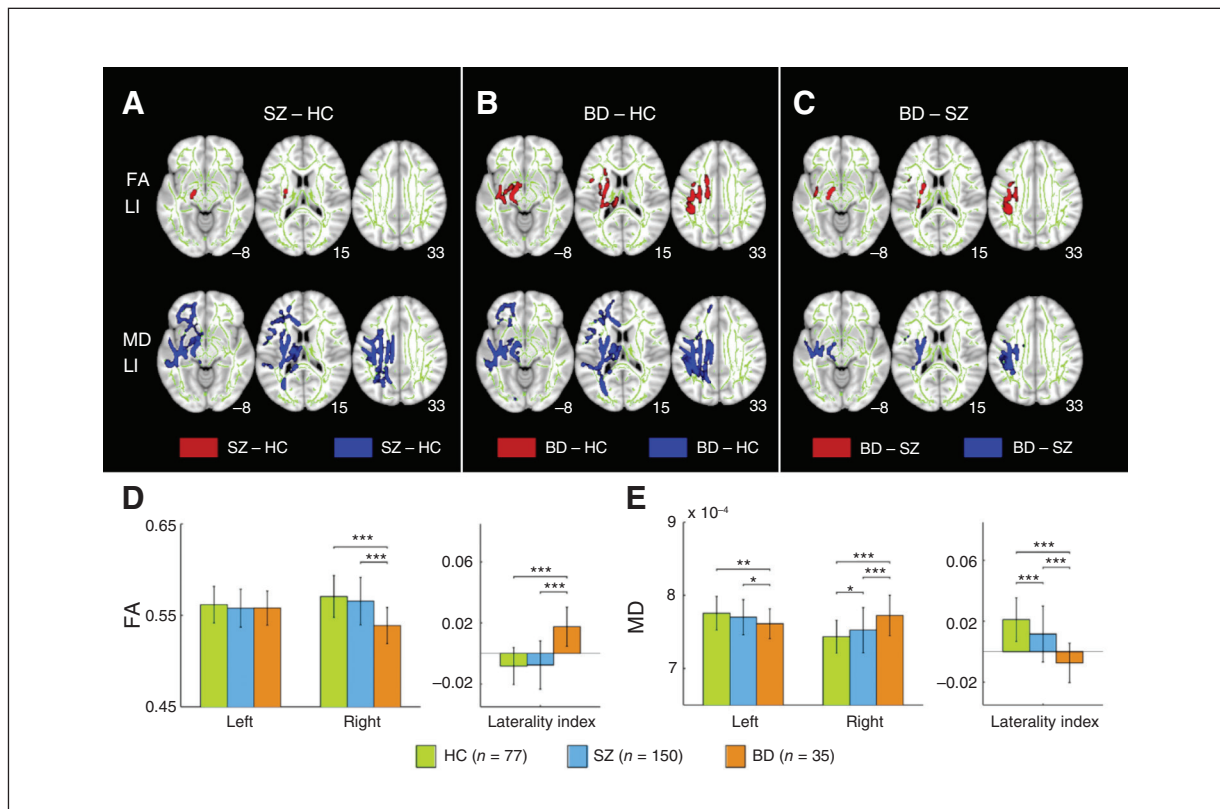 A
SZ – HC
B
BD – HC
C
BD – SZ
FA
LI
–8
15
33
–8
15
33
–8
15
33
MD
LI
–8
15
33
–8
15
33
–8
15
33
SZ – HC
SZ – HC
BD – HC
BD – HC
BD – SZ
BD – SZ
D
0.65
0.55
0.45
FA
***
***
Left
Right
0.06
0.02
–0.02
***
***
Laterality index
E
x 10–4
9
8
7
4
MD
**
*
***
***
*
Left
Right
0.06
0.02
–0.02
***
***
***
Laterality index
HC (n = 77)
SZ (n = 150)
BD (n = 35)